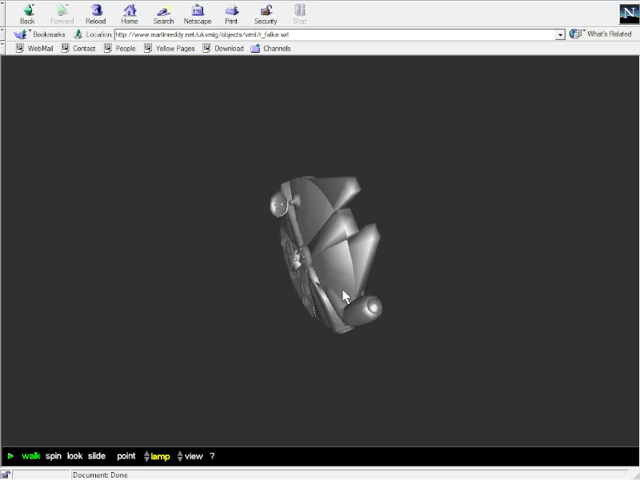 Back Forward Reload Home Search Netscape Print Security Stop
Bookmarks Location: http://www.martinreddy.net/ukvrmig/objects/vrml/r_falke.wrl What's Related
WebMail Contact People Yellow Pages Download Channels
walk spin look slide point lamp view ?
Document: Done